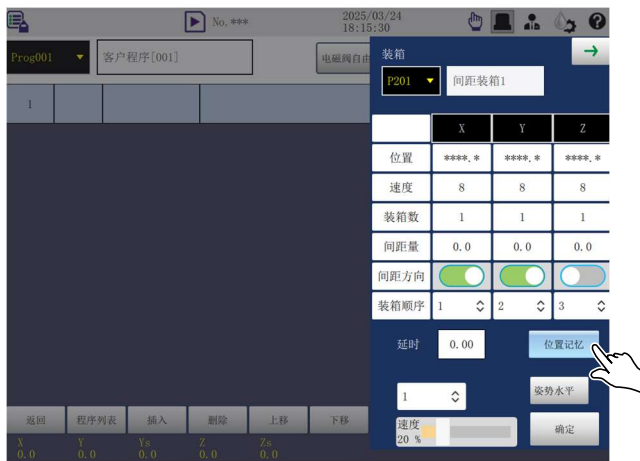 No. ***
2025/03/24
18:15:30
Prog001
客户程序[001]
电磁阀自由
1
装箱
P201
间距装箱1
X Y Z
位置 ****.* ****.* ****.*
速度 8 8 8
装箱数 1 1 1
间距量 0.0 0.0 0.0
间距方向
装箱顺序 1 2 3
延时 0.00 位置记忆
1 姿势水平
速度
20 % 确定
返回 程序列表 插入 删除 上移 下移
X Y Ys Z Zs
0.0 0.0 0.0 0.0 0.0